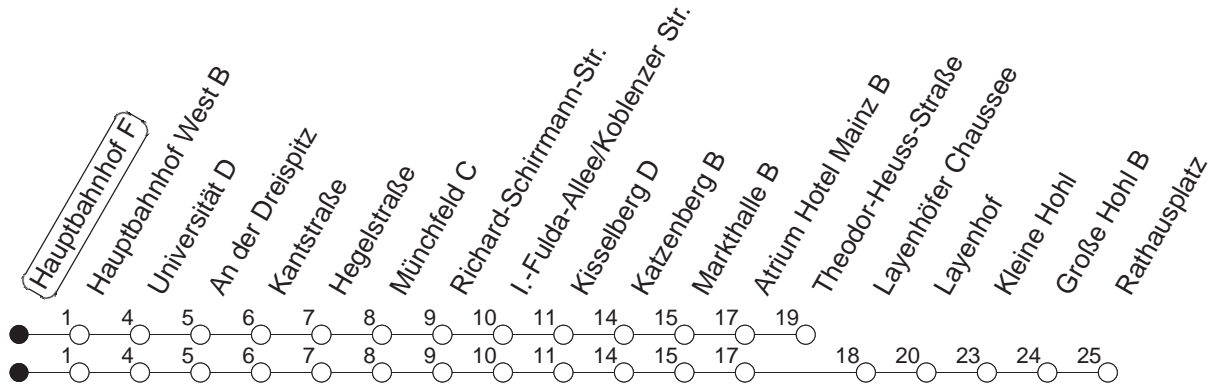 Hauptbahnhof F
Hauptbahnhof West B
Universität D
An der Dreispitz
Kantstraße
Hegelstraße
Münchfeld C
Richard-Schirrmann-Str.
I.-Fulda-Allee/Koblenzer Str.
Kisselberg D
Katzenberg B
Markthalle B
Atrium Hotel Mainz B
Theodor-Heuss-Straße
Layenhöfer Chaussee
Layenhof
Kleine Hohl
Große Hohl B
Rathausplatz
1 4 5 6 7 8 9 10 11 14 15 17 19
1 4 5 6 7 8 9 10 11 14 15 17 18 20 23 24 25